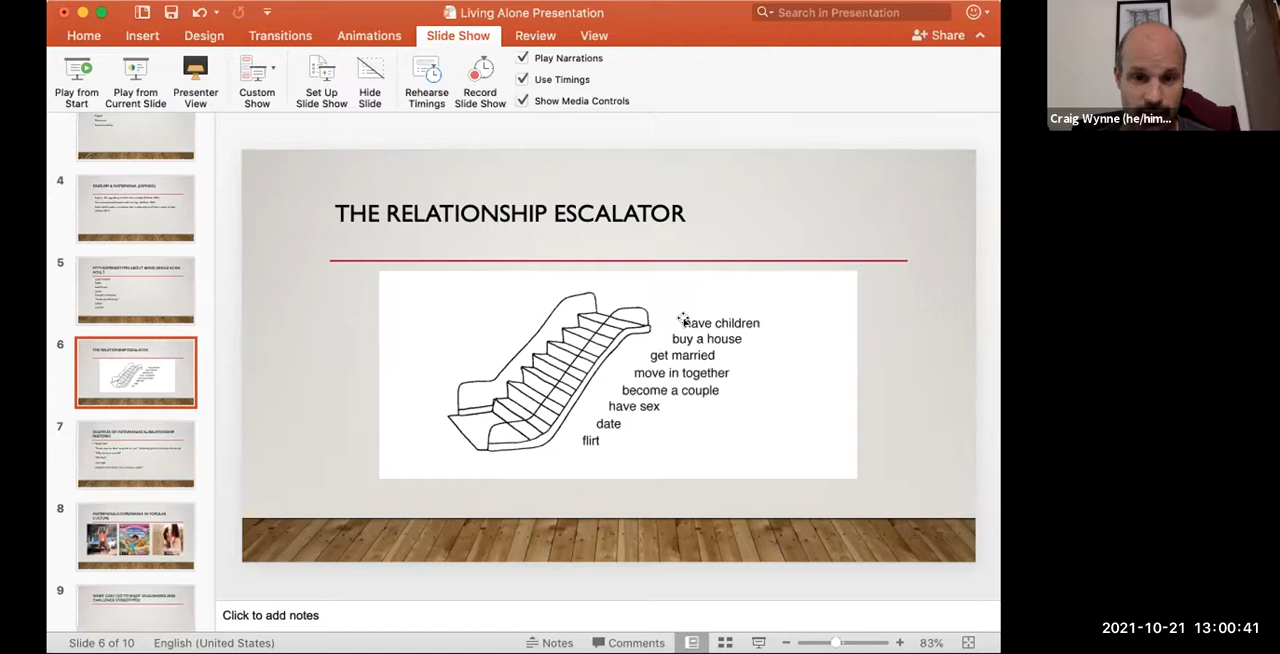 Living Alone Presentation
Search in Presentation
Home
Insert
Design
Transitions
Animations
Slide Show
Review
View
Share
Play from Start
Play from Current Slide
Presenter View
Custom Show
Set Up Slide Show
Hide Slide
Rehearse Timings
Record Slide Show
Play Narrations
Use Timings
Show Media Controls
Craig Wynne (he/him...
4
5
6
THE RELATIONSHIP ESCALATOR
7
8
9
THE RELATIONSHIP ESCALATOR
have children
buy a house
get married
move in together
become a couple
have sex
date
flirt
Click to add notes
Slide 6 of 10
English (United States)
Notes
Comments
83%
2021-10-21 13:00:41